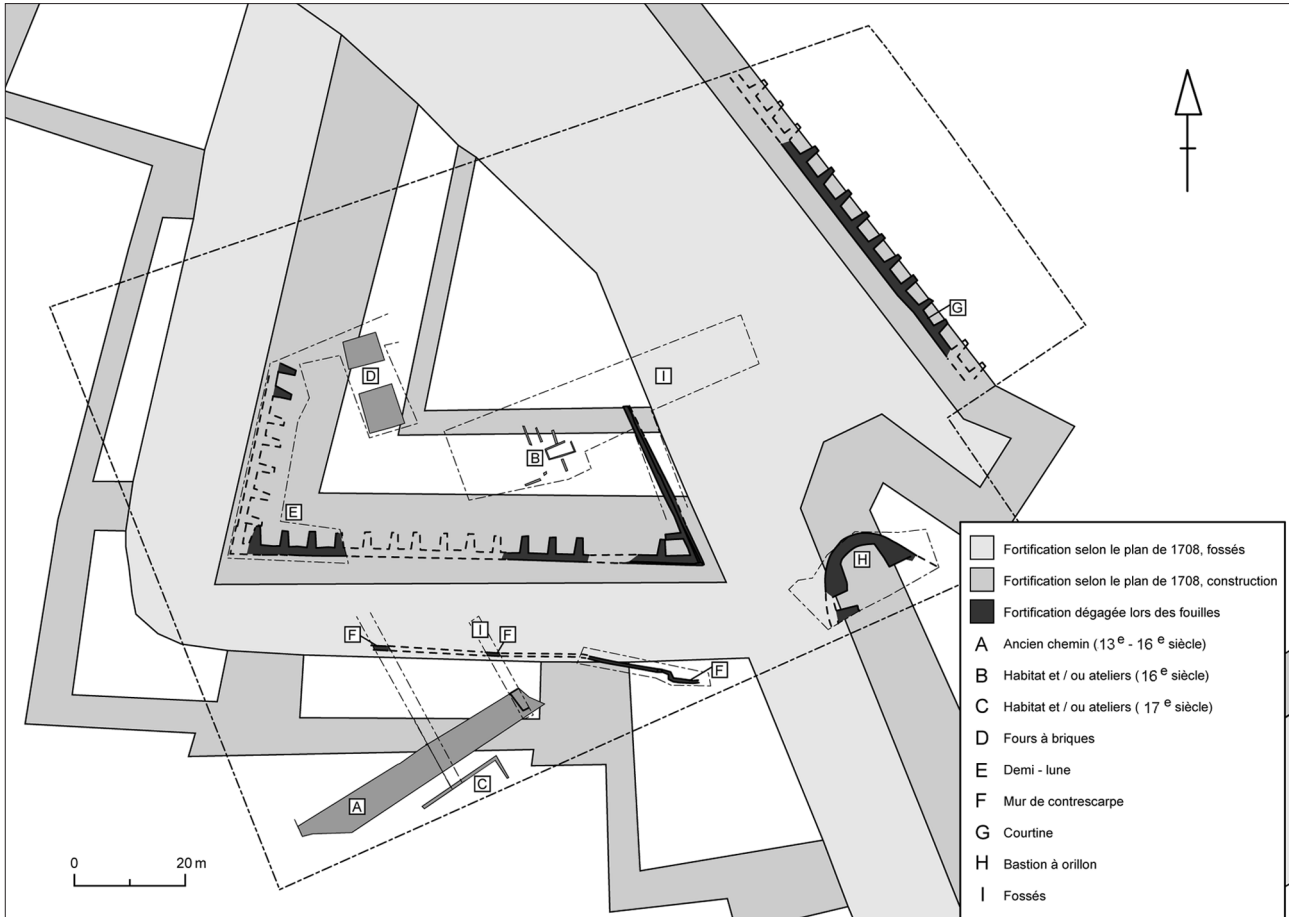 G
I
D
B
E
H
F
I
F
F
C
A
0 20 m
Fortification selon le plan de 1708, fossés
Fortification selon le plan de 1708, construction
Fortification dégagée lors des fouilles
A Ancien chemin (13e - 16e siècle)
B Habitat et / ou ateliers (16e siècle)
C Habitat et / ou ateliers ( 17e siècle)
D Fours à briques
E Demi - lune
F Mur de contrescarpe
G Courtine
H Bastion à orillon
I Fossés